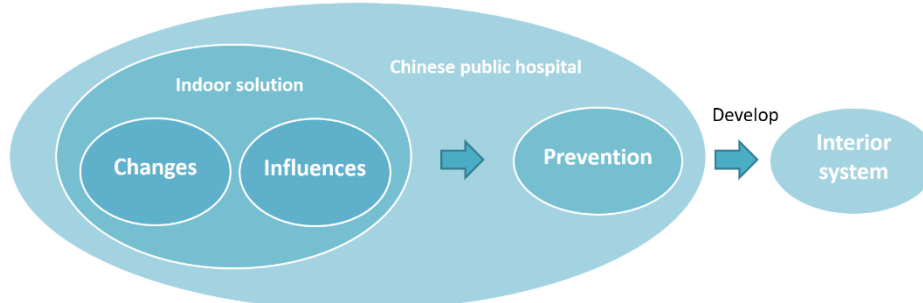 Chinese public hospital
Indoor solution
Changes
Influences
Prevention
Develop
Interior
system